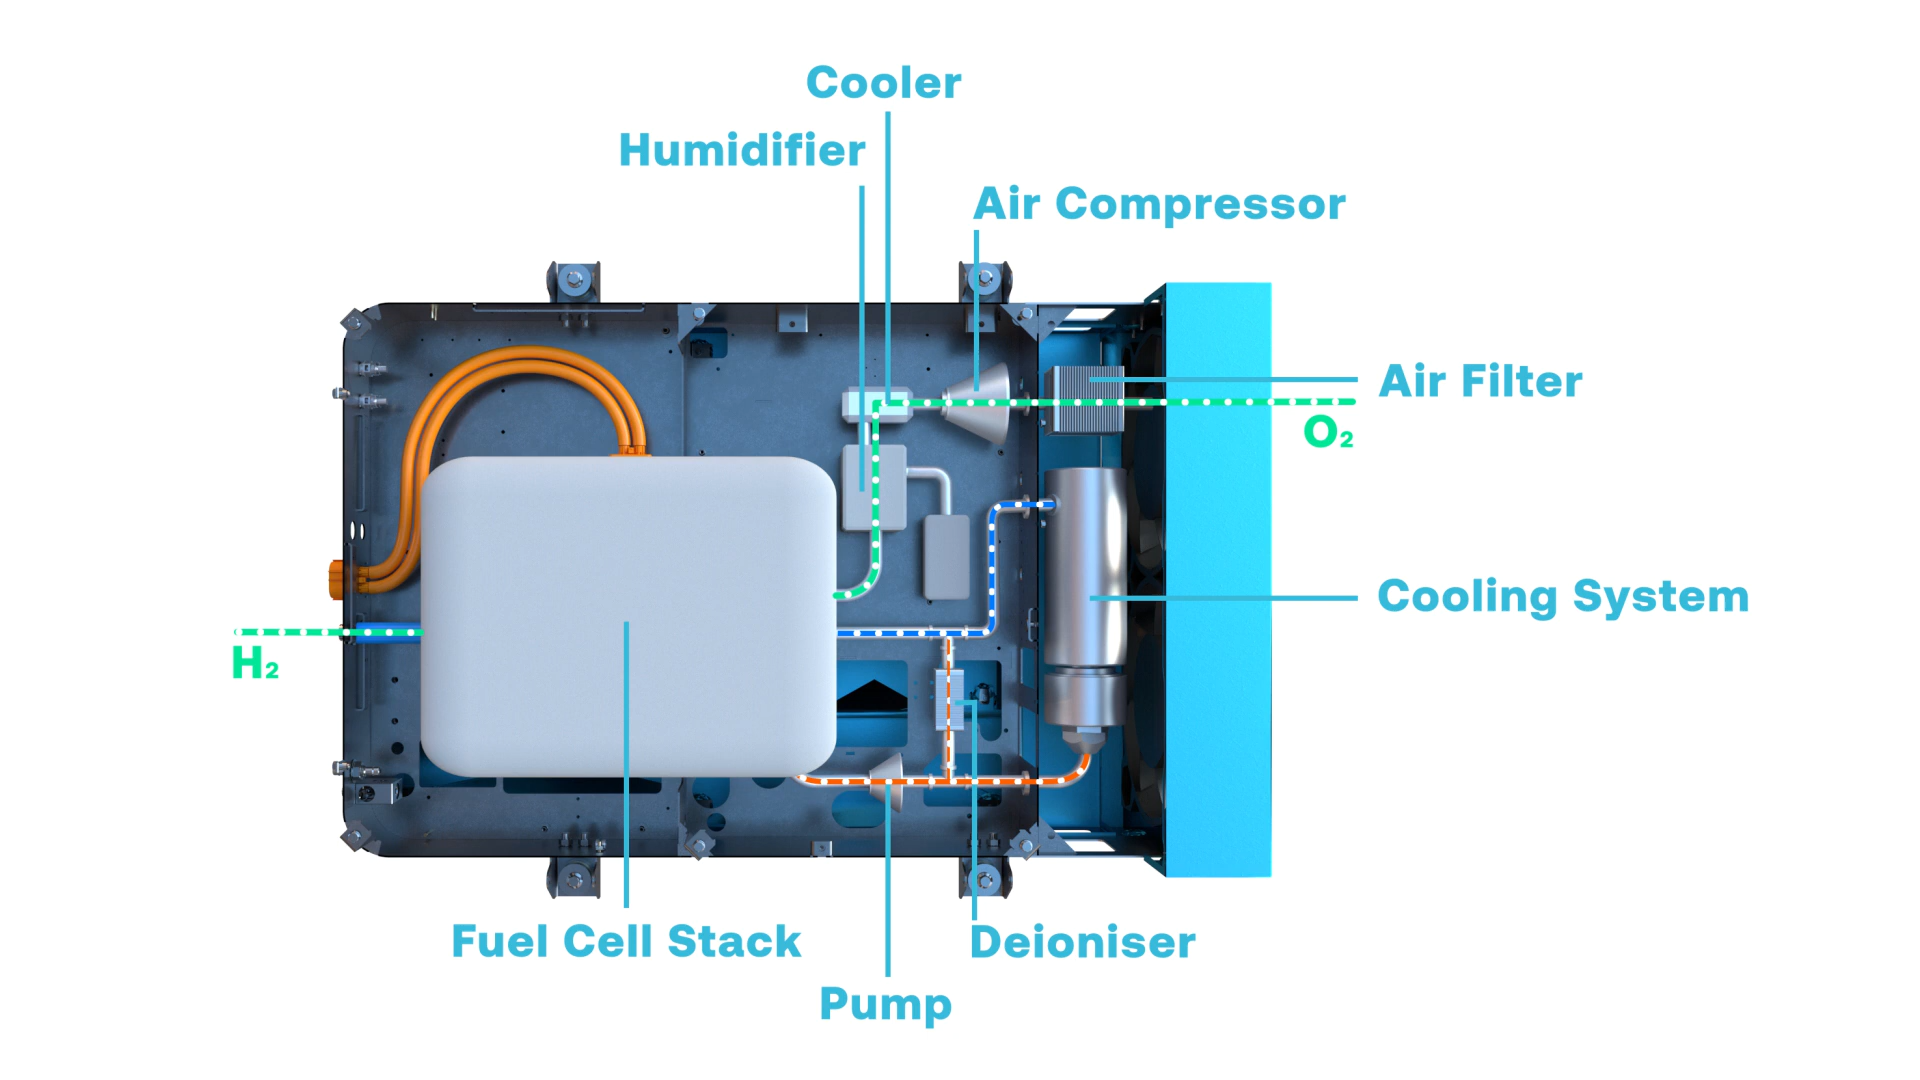 Cooler
Humidifier
Air Compressor
Air Filter
O₂
Cooling System
H₂
Fuel Cell Stack
Deioniser
Pump